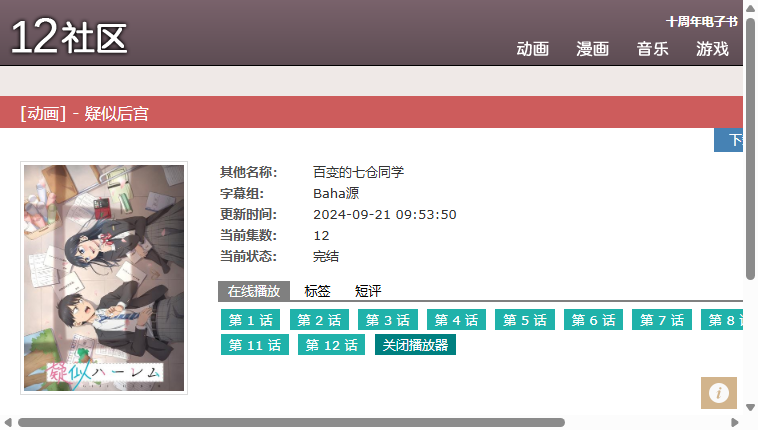 12社区
十周年电子书
动画 漫画 音乐 游戏
[动画] - 疑似后宫
下
其他名称: 百变的七仓同学
字幕组: Baha源
更新时间: 2024-09-21 09:53:50
当前集数: 12
当前状态: 完结
疑似ハーレム
在线播放 标签 短评
第 1 话 第 2 话 第 3 话 第 4 话 第 5 话 第 6 话 第 7 话 第 8
第 11 话 第 12 话 关闭播放器
i